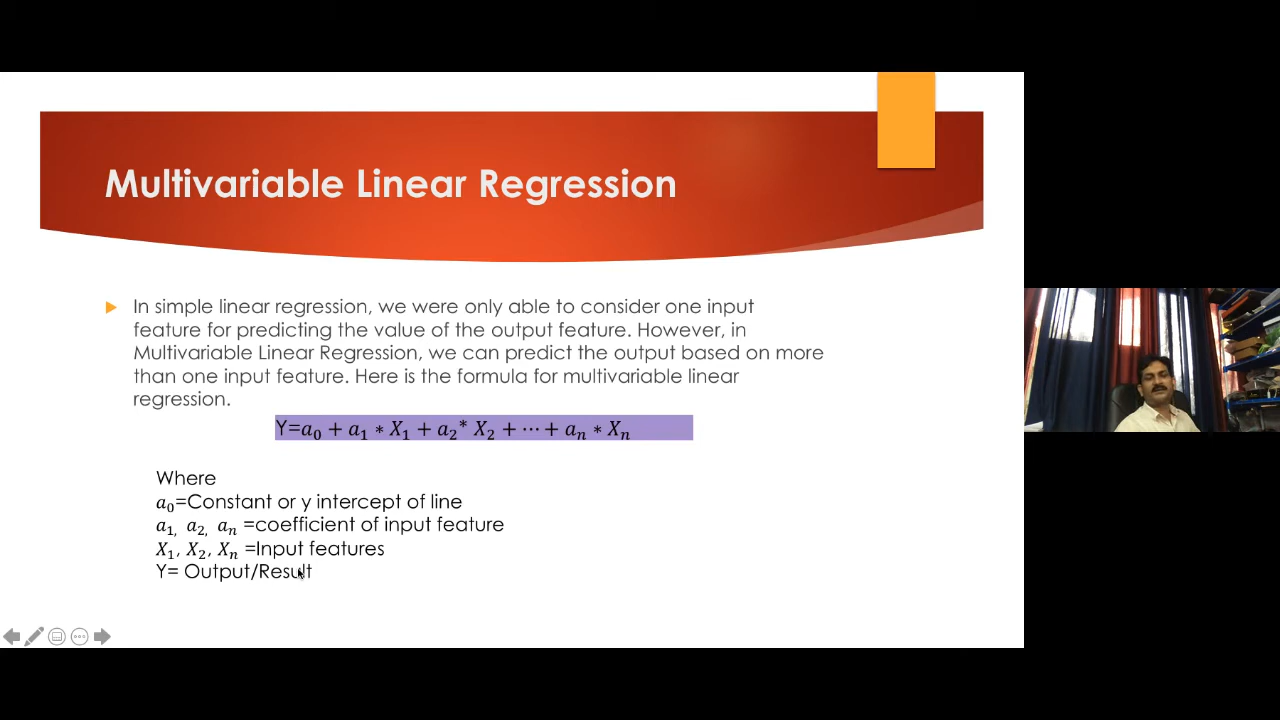 Multivariable Linear Regression
In simple linear regression, we were only able to consider one input
feature for predicting the value of the output feature. However, in
Multivariable Linear Regression, we can predict the output based on more
than one input feature. Here is the formula for multivariable linear
regression.
Y=a₀ + a₁ * X₁ + a₂* X₂ + ⋯ + aₙ * Xₙ
Where
a₀=Constant or y intercept of line
a₁, a₂, aₙ =coefficient of input feature
X₁, X₂, Xₙ =Input features
Y= Output/Result